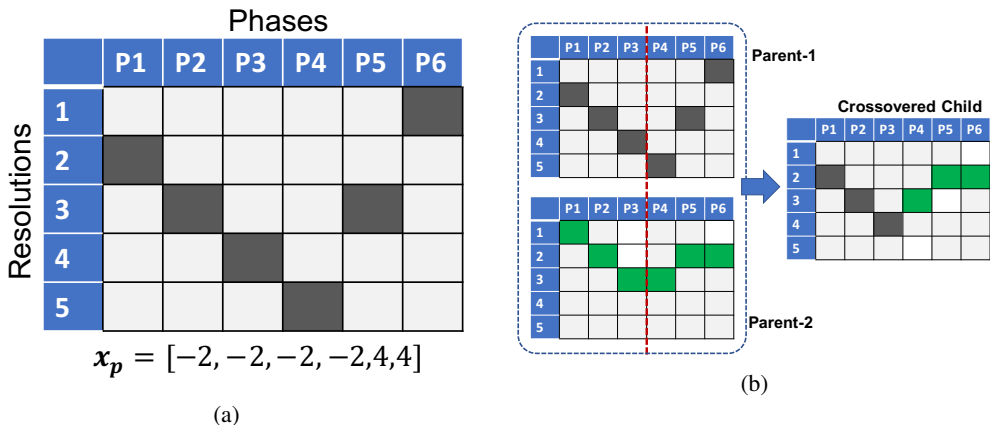 Phases
P1 P2 P3 P4 P5 P6
Resolutions
1
2
3
4
5
x_p = [−2, −2, −2, −2,4,4]
(a)
P1 P2 P3 P4 P5 P6
1
2
3
4
5
Parent-1
P1 P2 P3 P4 P5 P6
1
2
3
4
5
Parent-2
Crossovered Child
P1 P2 P3 P4 P5 P6
1
2
3
4
5
(b)